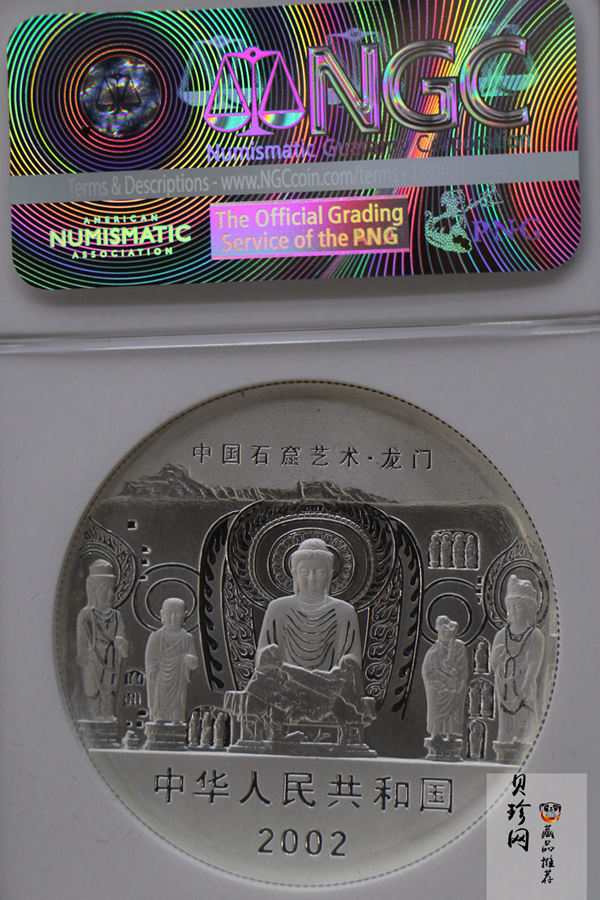 NGC
Numismatic Guaranty Corporation
Terms & Descriptions - www.NGCcoin.com/terms • 1-800
AMERICAN
NUMISMATIC
ASSOCIATION
The Official Grading
Service of the PNG
PNG
中国石窟艺术·龙门
中华人民共和国
2002
贝珍网
藏品
推荐